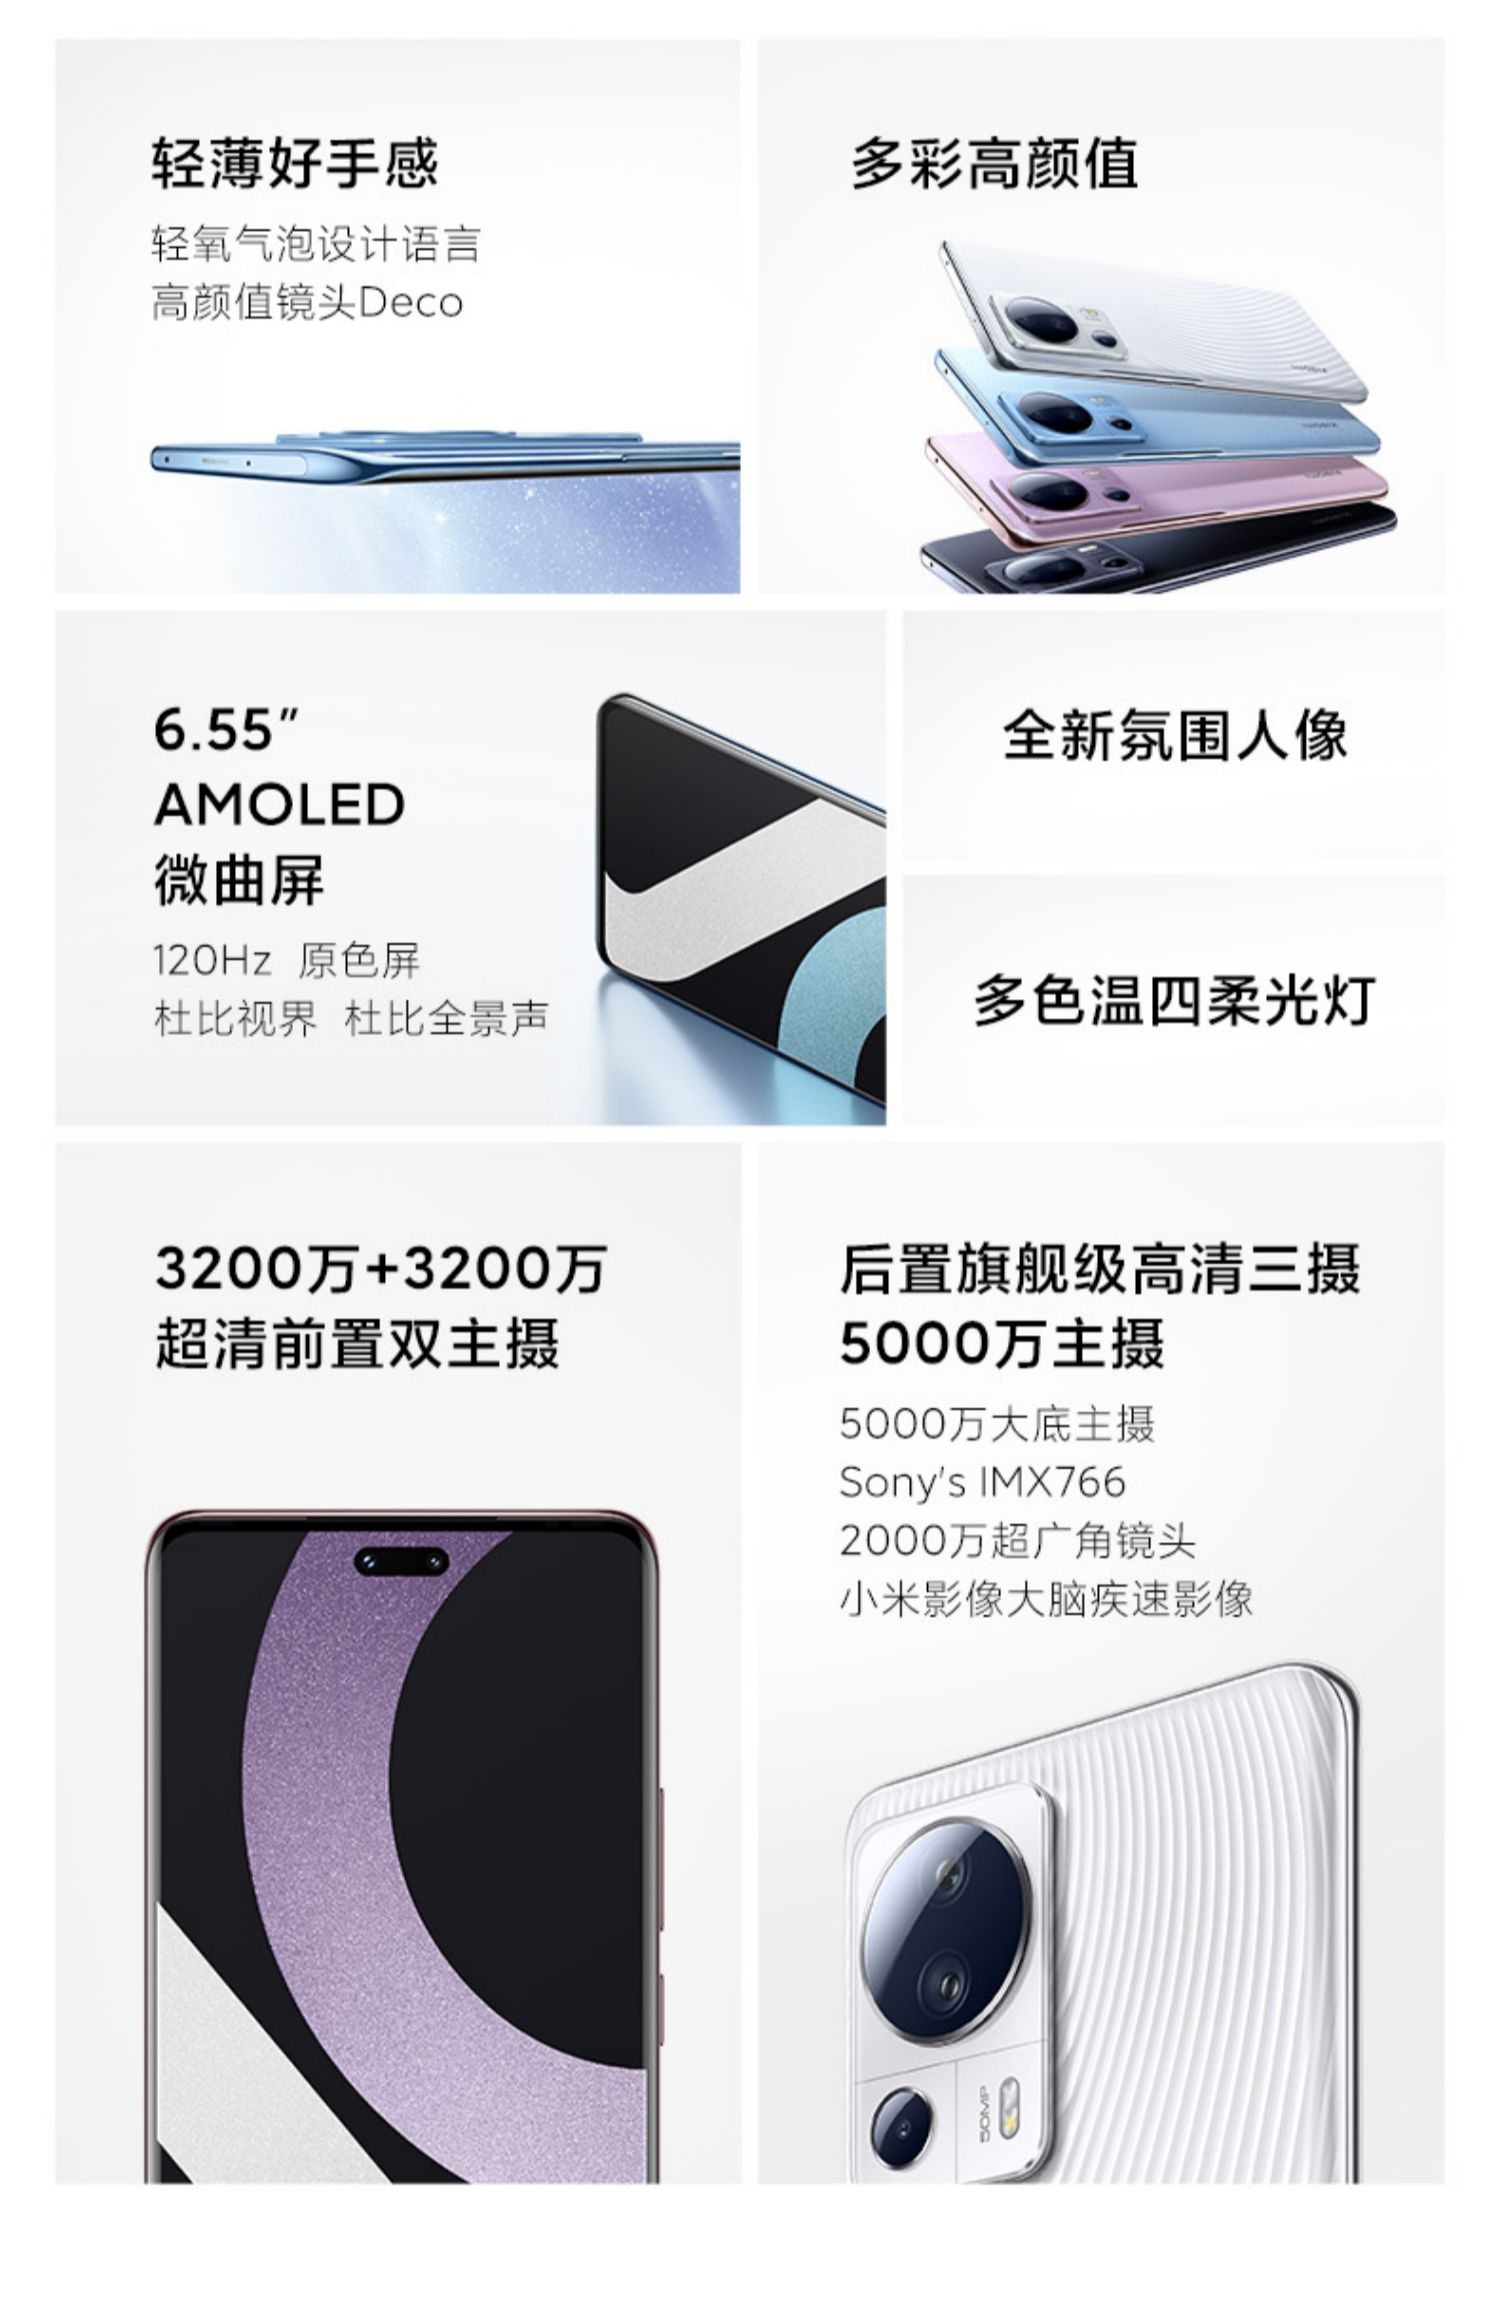 轻薄好手感
轻氧气泡设计语言
高颜值镜头Deco
多彩高颜值
6.55″
AMOLED
微曲屏
120Hz 原色屏
杜比视界 杜比全景声
全新氛围人像
多色温四柔光灯
3200万+3200万
超清前置双主摄
后置旗舰级高清三摄
5000万主摄
5000万大底主摄
Sony's IMX766
2000万超广角镜头
小米影像大脑疾速影像
50MP